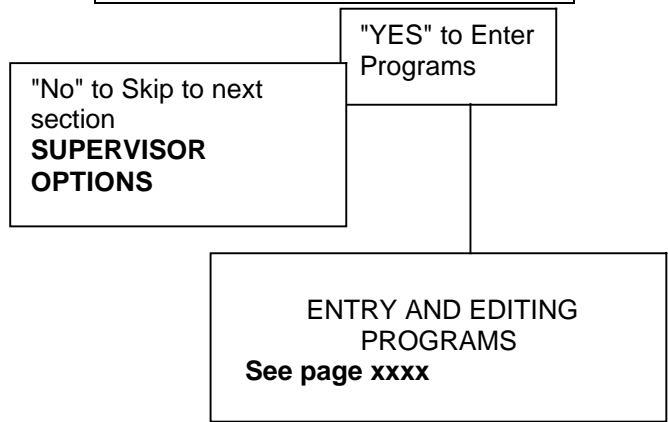 "YES" to Enter
Programs
"No" to Skip to next
section
SUPERVISOR
OPTIONS
ENTRY AND EDITING
PROGRAMS
See page xxxx